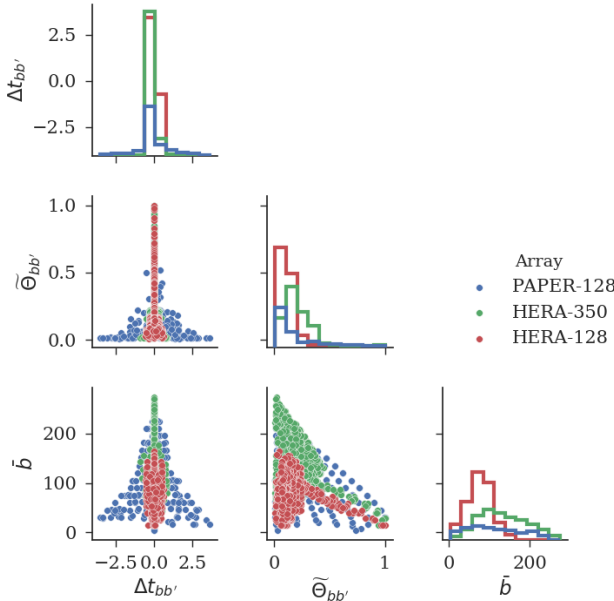 3.5
0.0
−2.5
Δt_{bb′}
1.0
0.5
0.0
Θ̃_{bb′}
Array
PAPER-128
HERA-350
HERA-128
200
100
0
b̄
−2.5 0.0 2.5
0 1
0 200
Δt_{bb′}
Θ̃_{bb′}
b̄